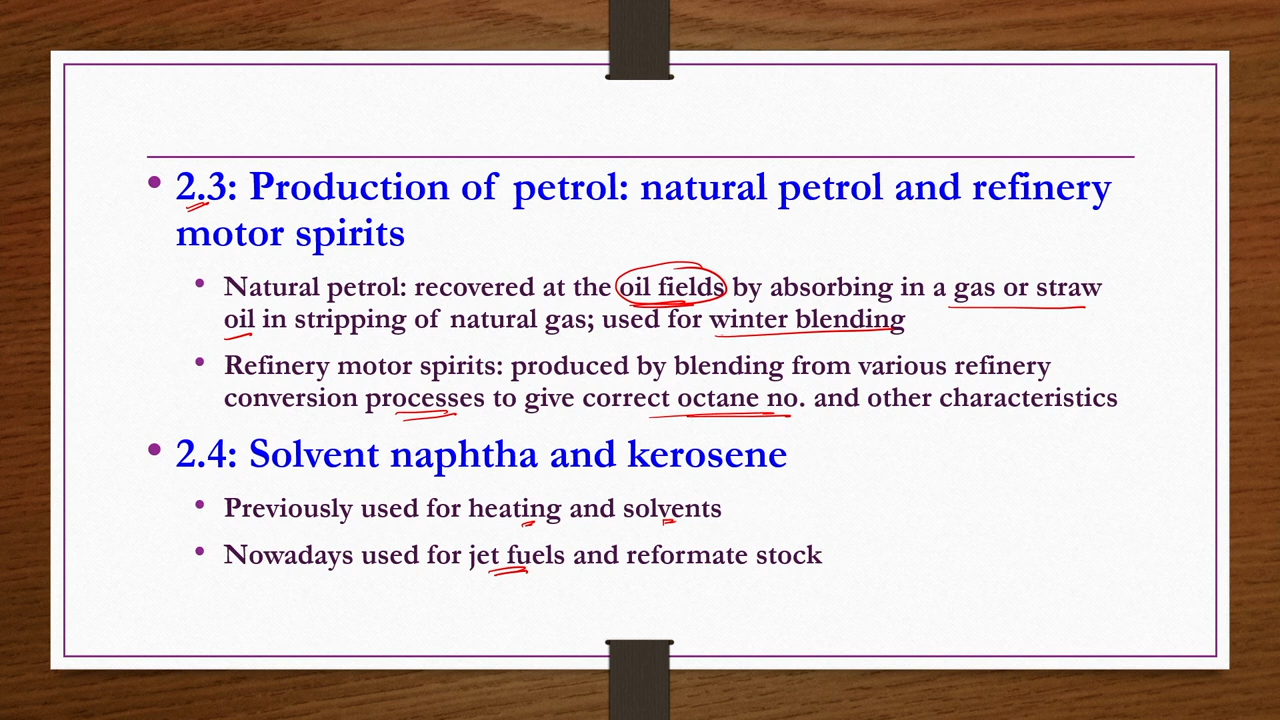 • 2.3: Production of petrol: natural petrol and refinery
motor spirits
• Natural petrol: recovered at the oil fields by absorbing in a gas or straw
oil in stripping of natural gas; used for winter blending
• Refinery motor spirits: produced by blending from various refinery
conversion processes to give correct octane no. and other characteristics
• 2.4: Solvent naphtha and kerosene
• Previously used for heating and solvents
• Nowadays used for jet fuels and reformate stock